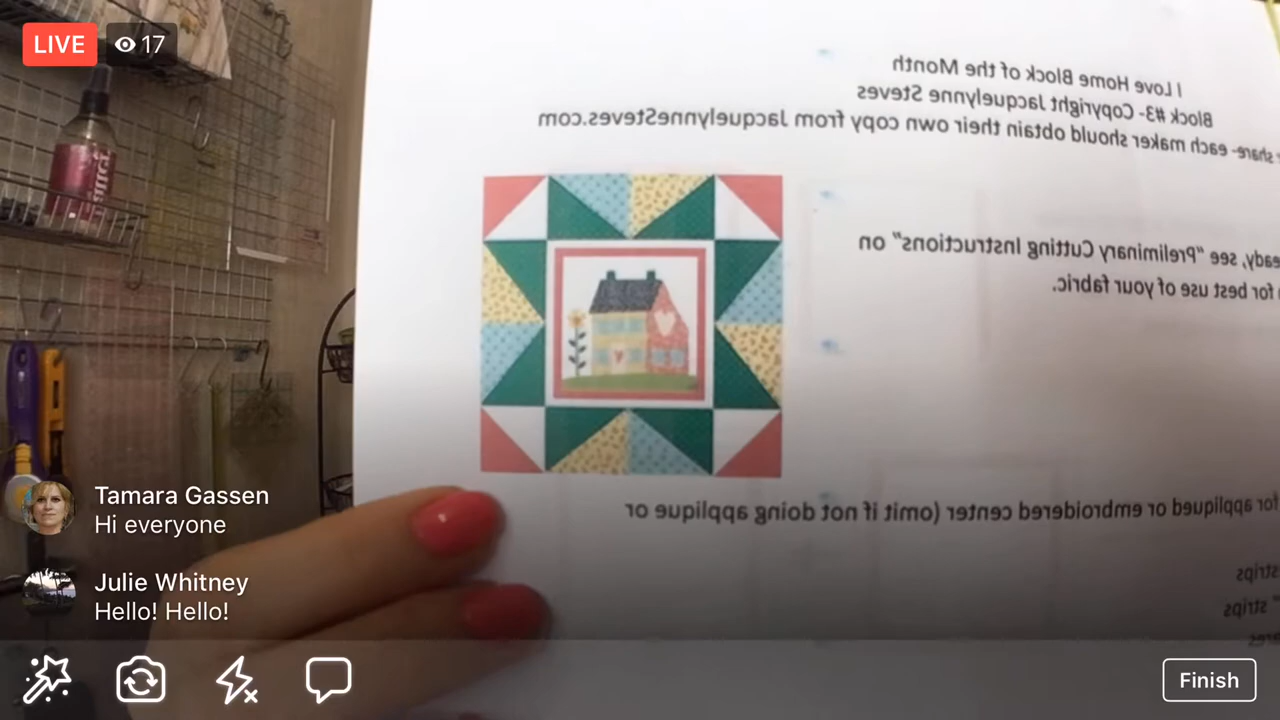 LIVE
17
I Love Home Block of the Month
Block #3- Copyright Jacquelynne Steves
share- each maker should obtain their own copy from JacquelynneSteves.com
see "Preliminary Cutting Instructions" on
for best use of your fabric.
for appliqued or embroidered center (omit if not doing applique or
strips
strips
Tamara Gassen
Hi everyone
Julie Whitney
Hello! Hello!
Finish